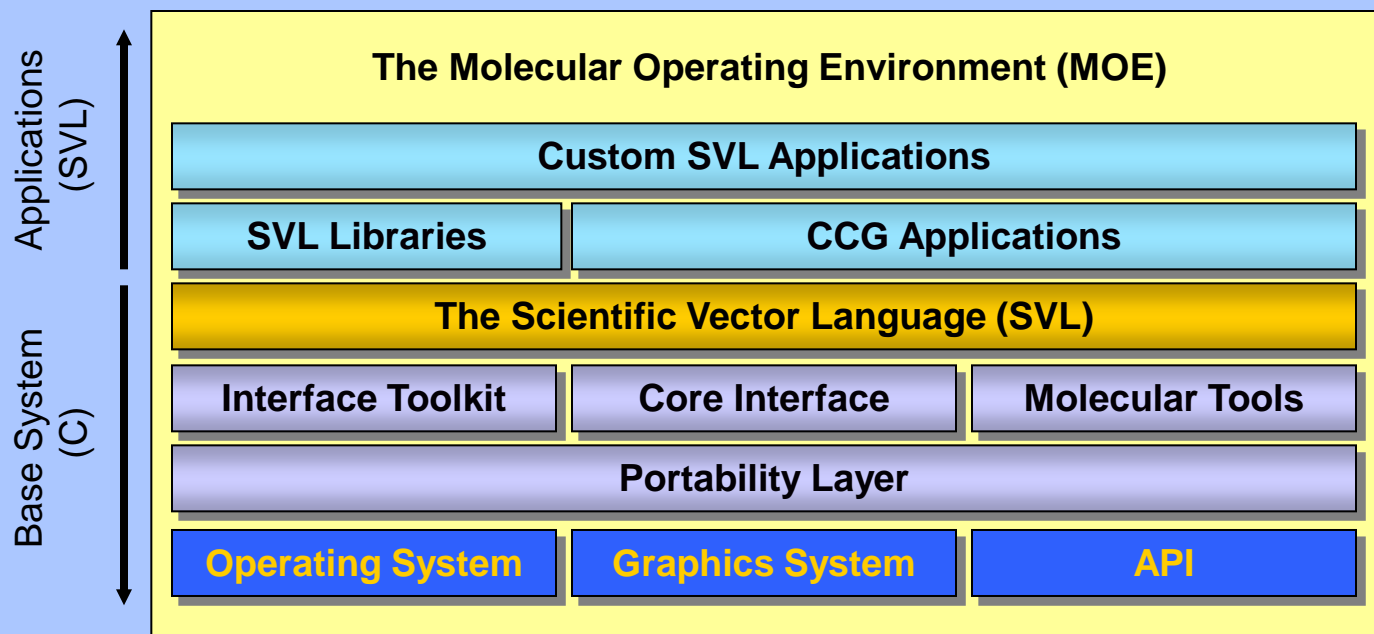 The Molecular Operating Environment (MOE)
Applications
(SVL)
Custom SVL Applications
SVL Libraries
CCG Applications
The Scientific Vector Language (SVL)
Base System
(C)
Interface Toolkit
Core Interface
Molecular Tools
Portability Layer
Operating System
Graphics System
API